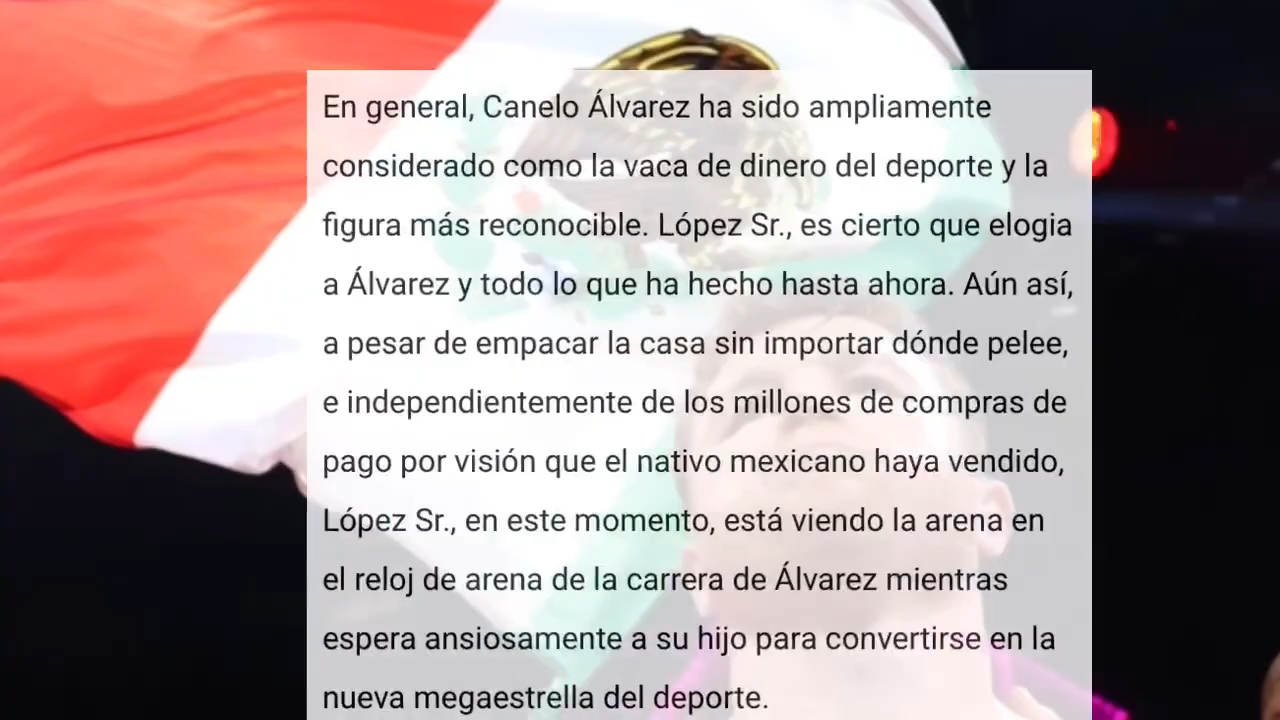 En general, Canelo Álvarez ha sido ampliamente
considerado como la vaca de dinero del deporte y la
figura más reconocible. López Sr., es cierto que elogia
a Álvarez y todo lo que ha hecho hasta ahora. Aún así,
a pesar de empacar la casa sin importar dónde pelee,
e independientemente de los millones de compras de
pago por visión que el nativo mexicano haya vendido,
López Sr., en este momento, está viendo la arena en
el reloj de arena de la carrera de Álvarez mientras
espera ansiosamente a su hijo para convertirse en la
nueva megaestrella del deporte.